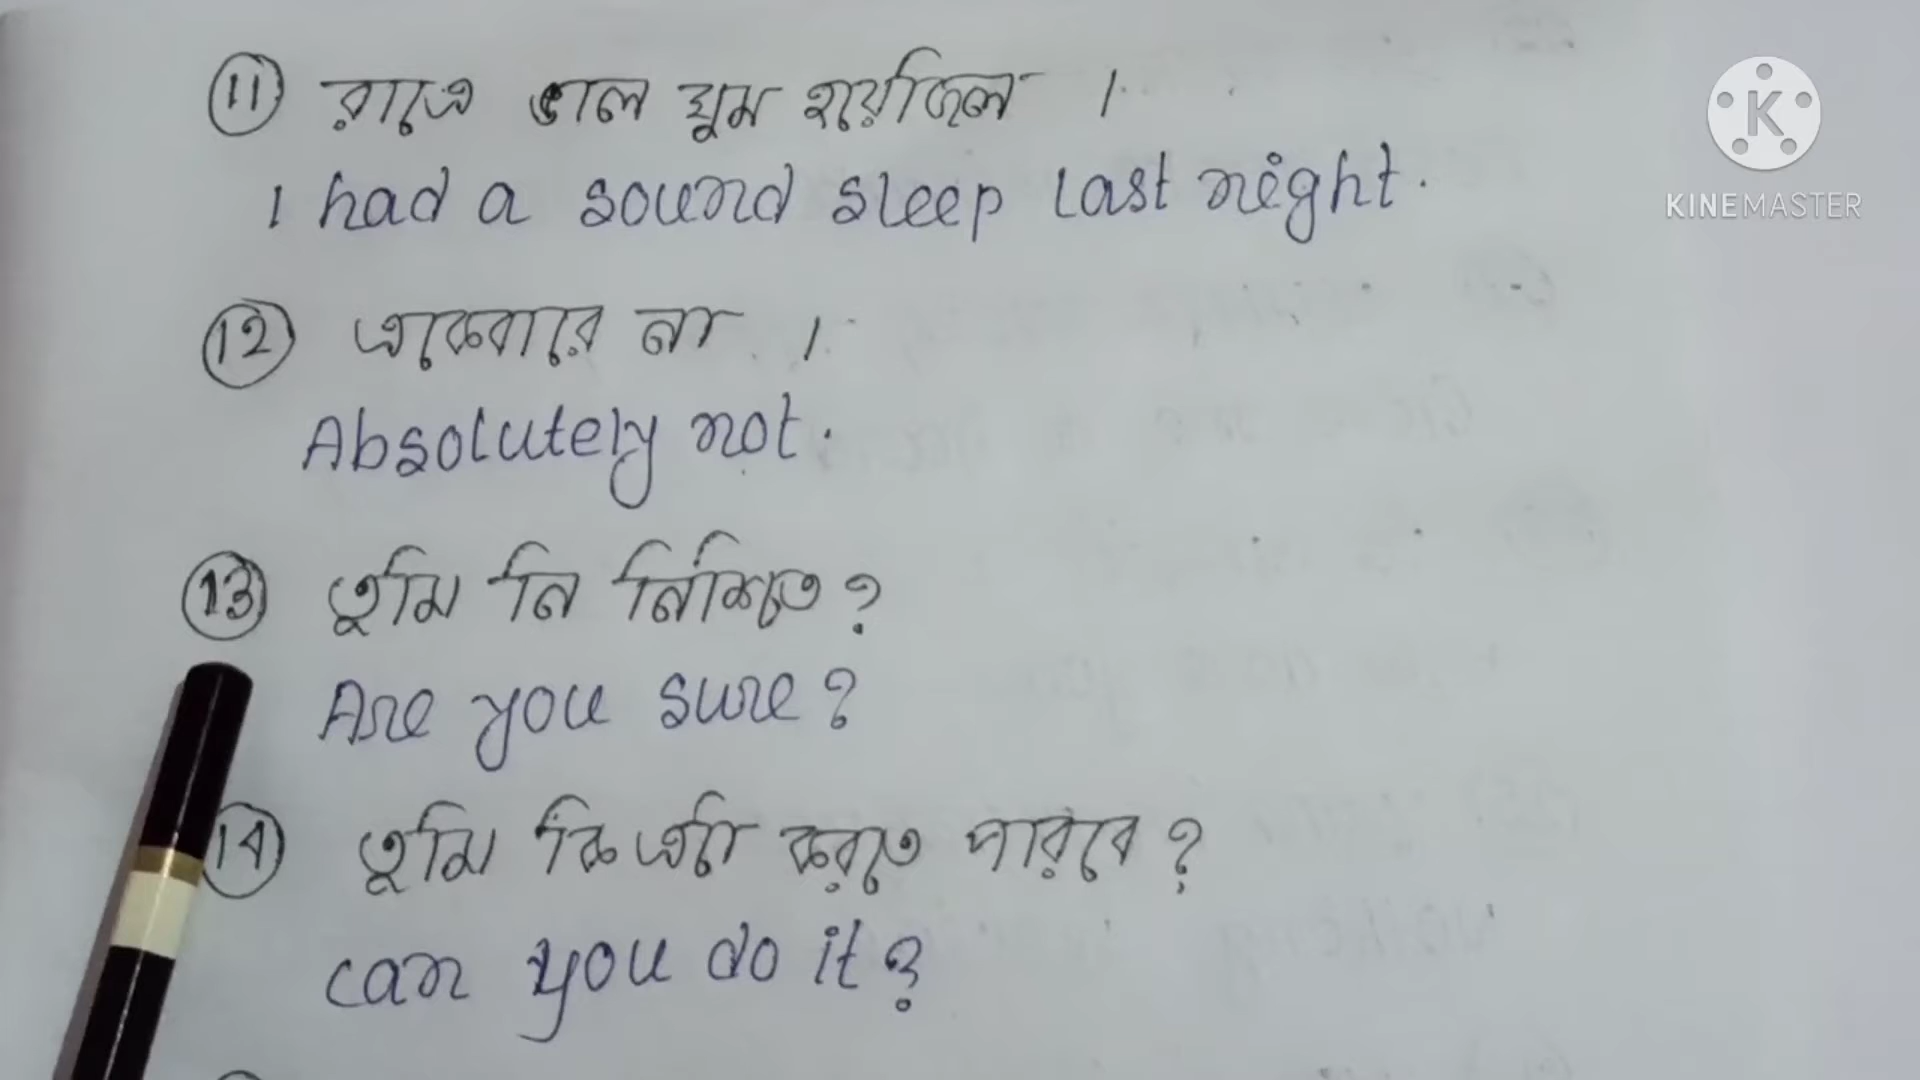 11 রাতে ভাল ঘুম হয়েছিল ।
I had a sound sleep last night.
12 একেবারে না ।
Absolutely not.
13 তুমি নি নিশ্চিত ?
Are you sure?
14 তুমি কি এটা করতে পারবে ?
can you do it?
K
KINEMASTER